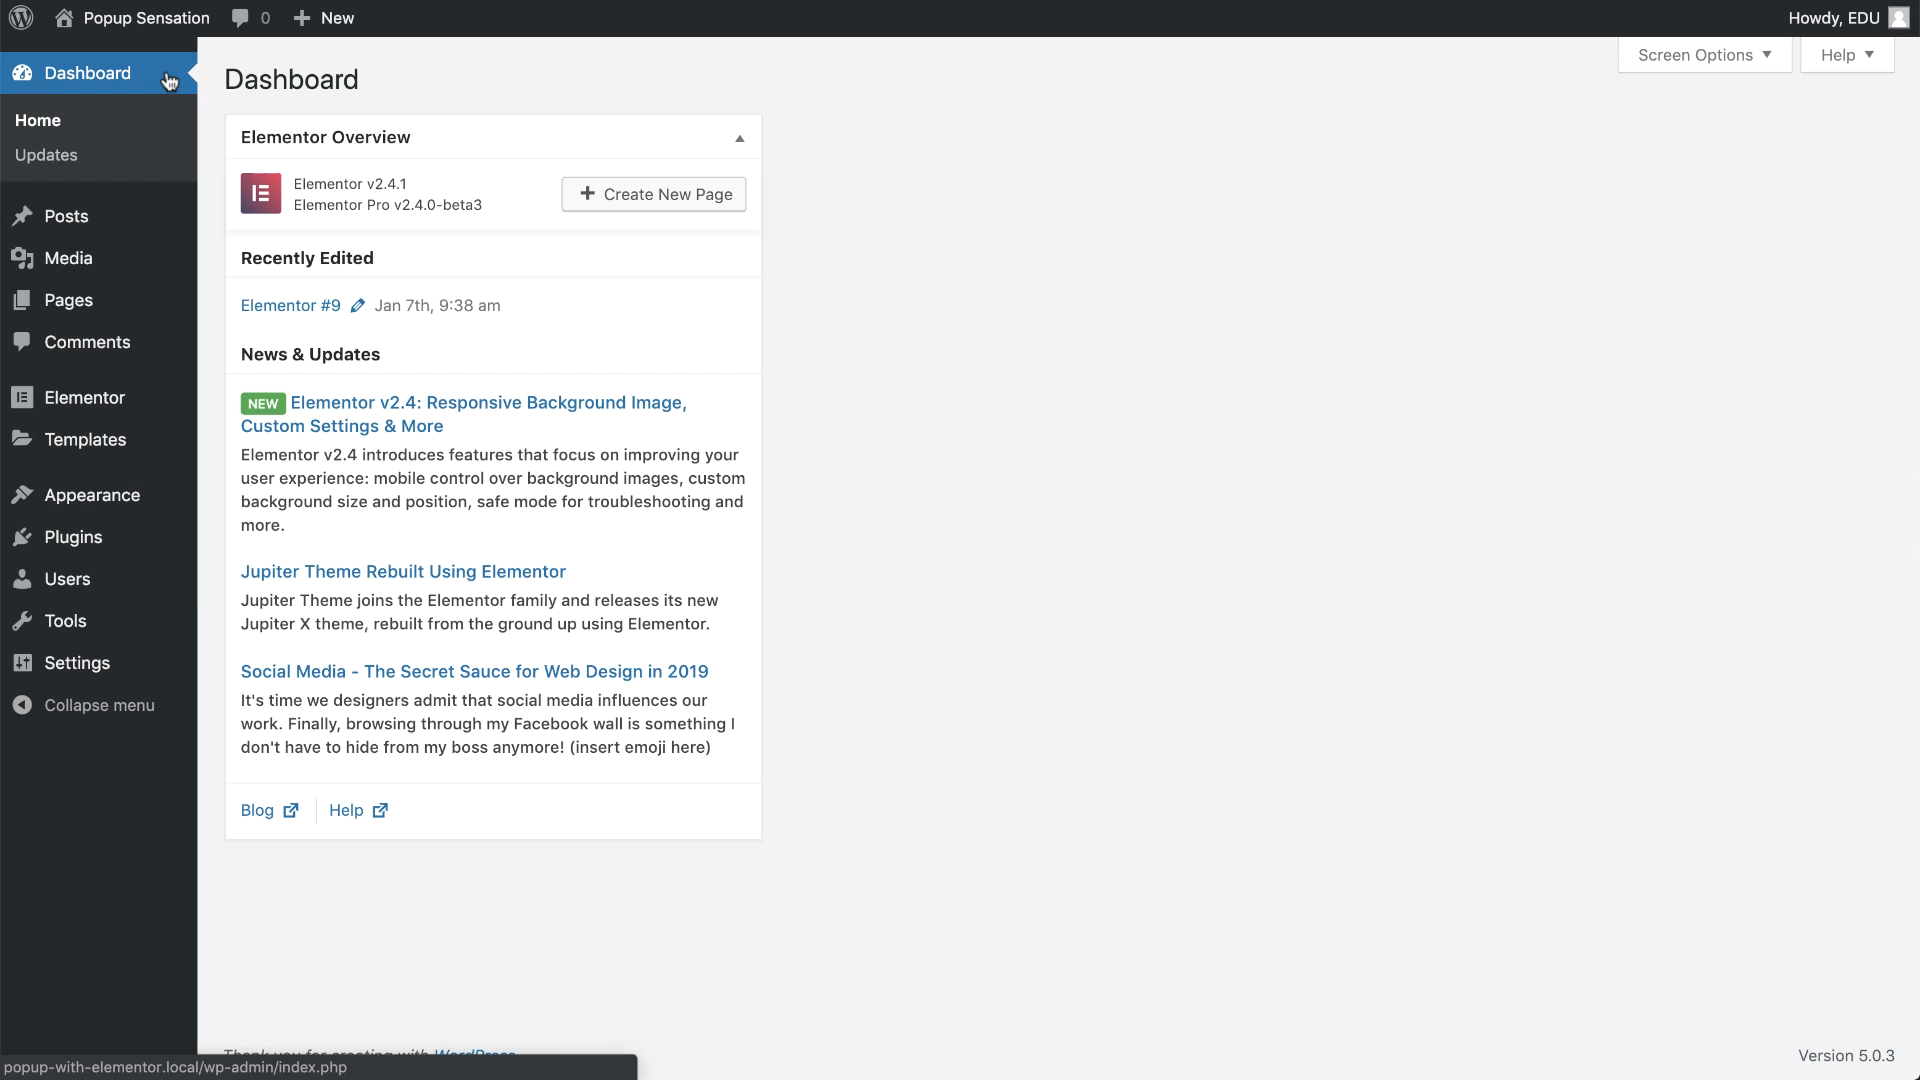 Popup Sensation
0
New
Howdy, EDU
Dashboard
Home
Updates
Posts
Media
Pages
Comments
Elementor
Templates
Appearance
Plugins
Users
Tools
Settings
Collapse menu
Screen Options ▼
Help ▼
Dashboard
Elementor Overview
Elementor v2.4.1
Elementor Pro v2.4.0-beta3
Create New Page
Recently Edited
Elementor #9 Jan 7th, 9:38 am
News & Updates
NEW Elementor v2.4: Responsive Background Image,
Custom Settings & More
Elementor v2.4 introduces features that focus on improving your
user experience: mobile control over background images, custom
background size and position, safe mode for troubleshooting and
more.
Jupiter Theme Rebuilt Using Elementor
Jupiter Theme joins the Elementor family and releases its new
Jupiter X theme, rebuilt from the ground up using Elementor.
Social Media - The Secret Sauce for Web Design in 2019
It's time we designers admit that social media influences our
work. Finally, browsing through my Facebook wall is something I
don't have to hide from my boss anymore! (insert emoji here)
Blog
Help
Thank you for creating with WordPress
Version 5.0.3
popup-with-elementor.local/wp-admin/index.php